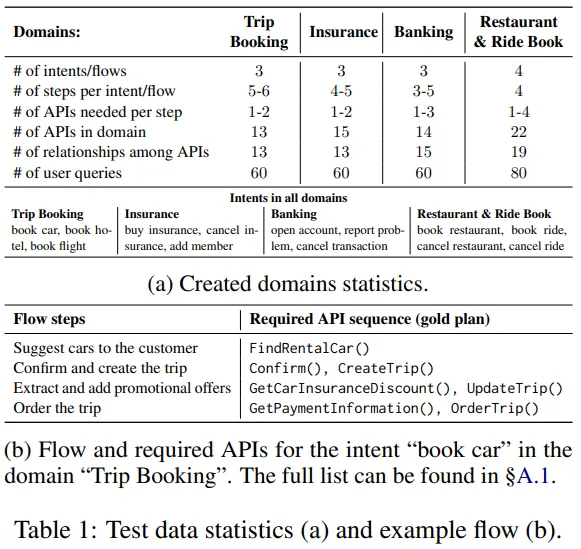 Domains: Trip Booking Insurance Banking Restaurant & Ride Book
# of intents/flows 3 3 3 4
# of steps per intent/flow 5-6 4-5 3-5 4
# of APIs needed per step 1-2 1-2 1-3 1-4
# of APIs in domain 13 15 14 22
# of relationships among APIs 13 13 15 19
# of user queries 60 60 60 80
Intents in all domains
Trip Booking
book car, book ho-
tel, book flight
Insurance
buy insurance, cancel in-
surance, add member
Banking
open account, report prob-
lem, cancel transaction
Restaurant & Ride Book
book restaurant, book ride,
cancel restaurant, cancel ride
(a) Created domains statistics.
Flow steps Required API sequence (gold plan)
Suggest cars to the customer FindRentalCar()
Confirm and create the trip Confirm(), CreateTrip()
Extract and add promotional offers GetCarInsuranceDiscount(), UpdateTrip()
Order the trip GetPaymentInformation(), OrderTrip()
(b) Flow and required APIs for the intent “book car” in the
domain “Trip Booking”. The full list can be found in §A.1.
Table 1: Test data statistics (a) and example flow (b).